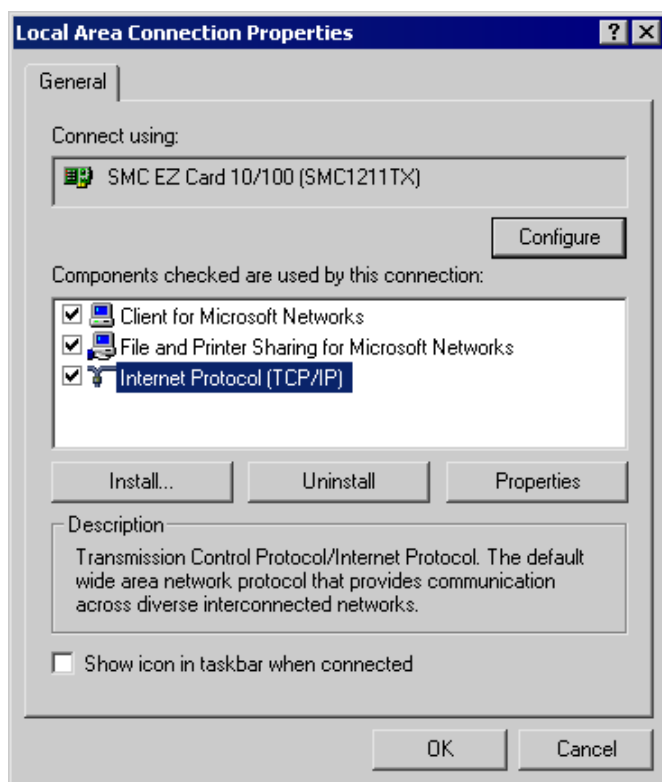 Local Area Connection Properties
General
Connect using:
SMC EZ Card 10/100 (SMC1211TX)
Configure
Components checked are used by this connection:
Client for Microsoft Networks
File and Printer Sharing for Microsoft Networks
Internet Protocol (TCP/IP)
Install... Uninstall Properties
Description
Transmission Control Protocol/Internet Protocol. The default
wide area network protocol that provides communication
across diverse interconnected networks.
Show icon in taskbar when connected
OK Cancel